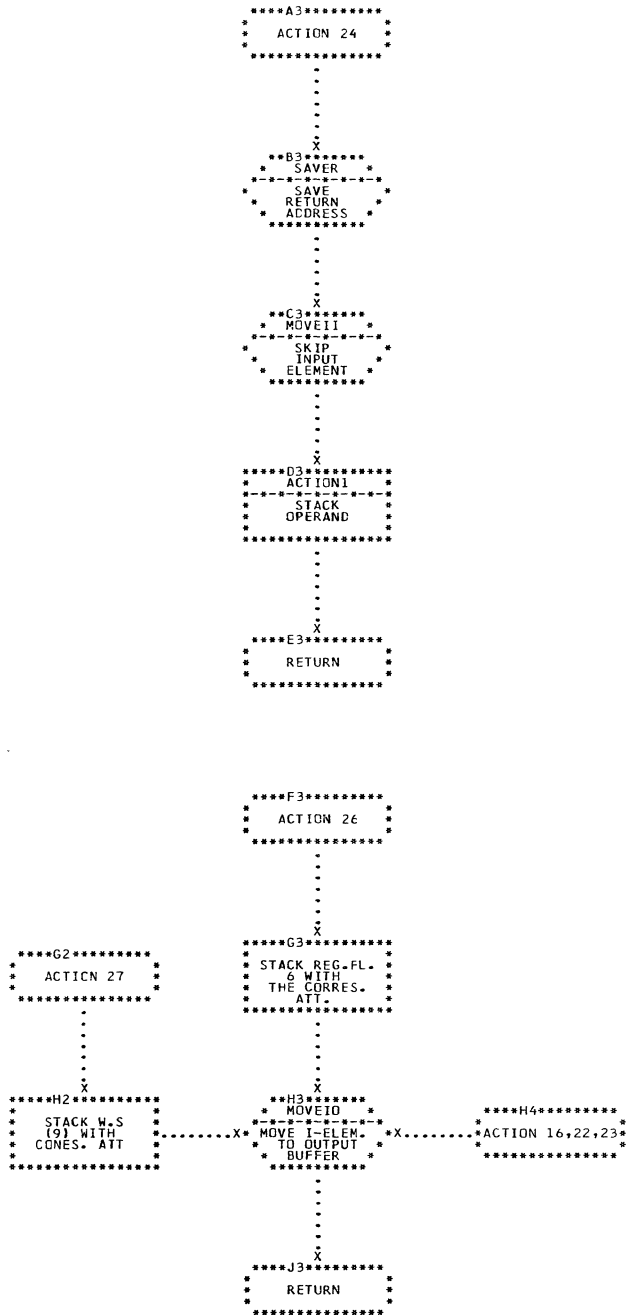 A3
ACTION 24
B3
SAVER
SAVE
RETURN
ADDRESS
C3
MOVEII
SKIP
INPUT
ELEMENT
D3
ACTION1
STACK
OPERAND
E3
RETURN
F3
ACTION 26
G2
ACTION 27
G3
STACK REG.FL.
6 WITH
THE CORRES.
ATT.
H2
STACK W.S
(9) WITH
CONES. ATT
H3
MOVEIO
MOVE I-ELEM.
TO OUTPUT
BUFFER
H4
ACTION 16,22,23
J3
RETURN